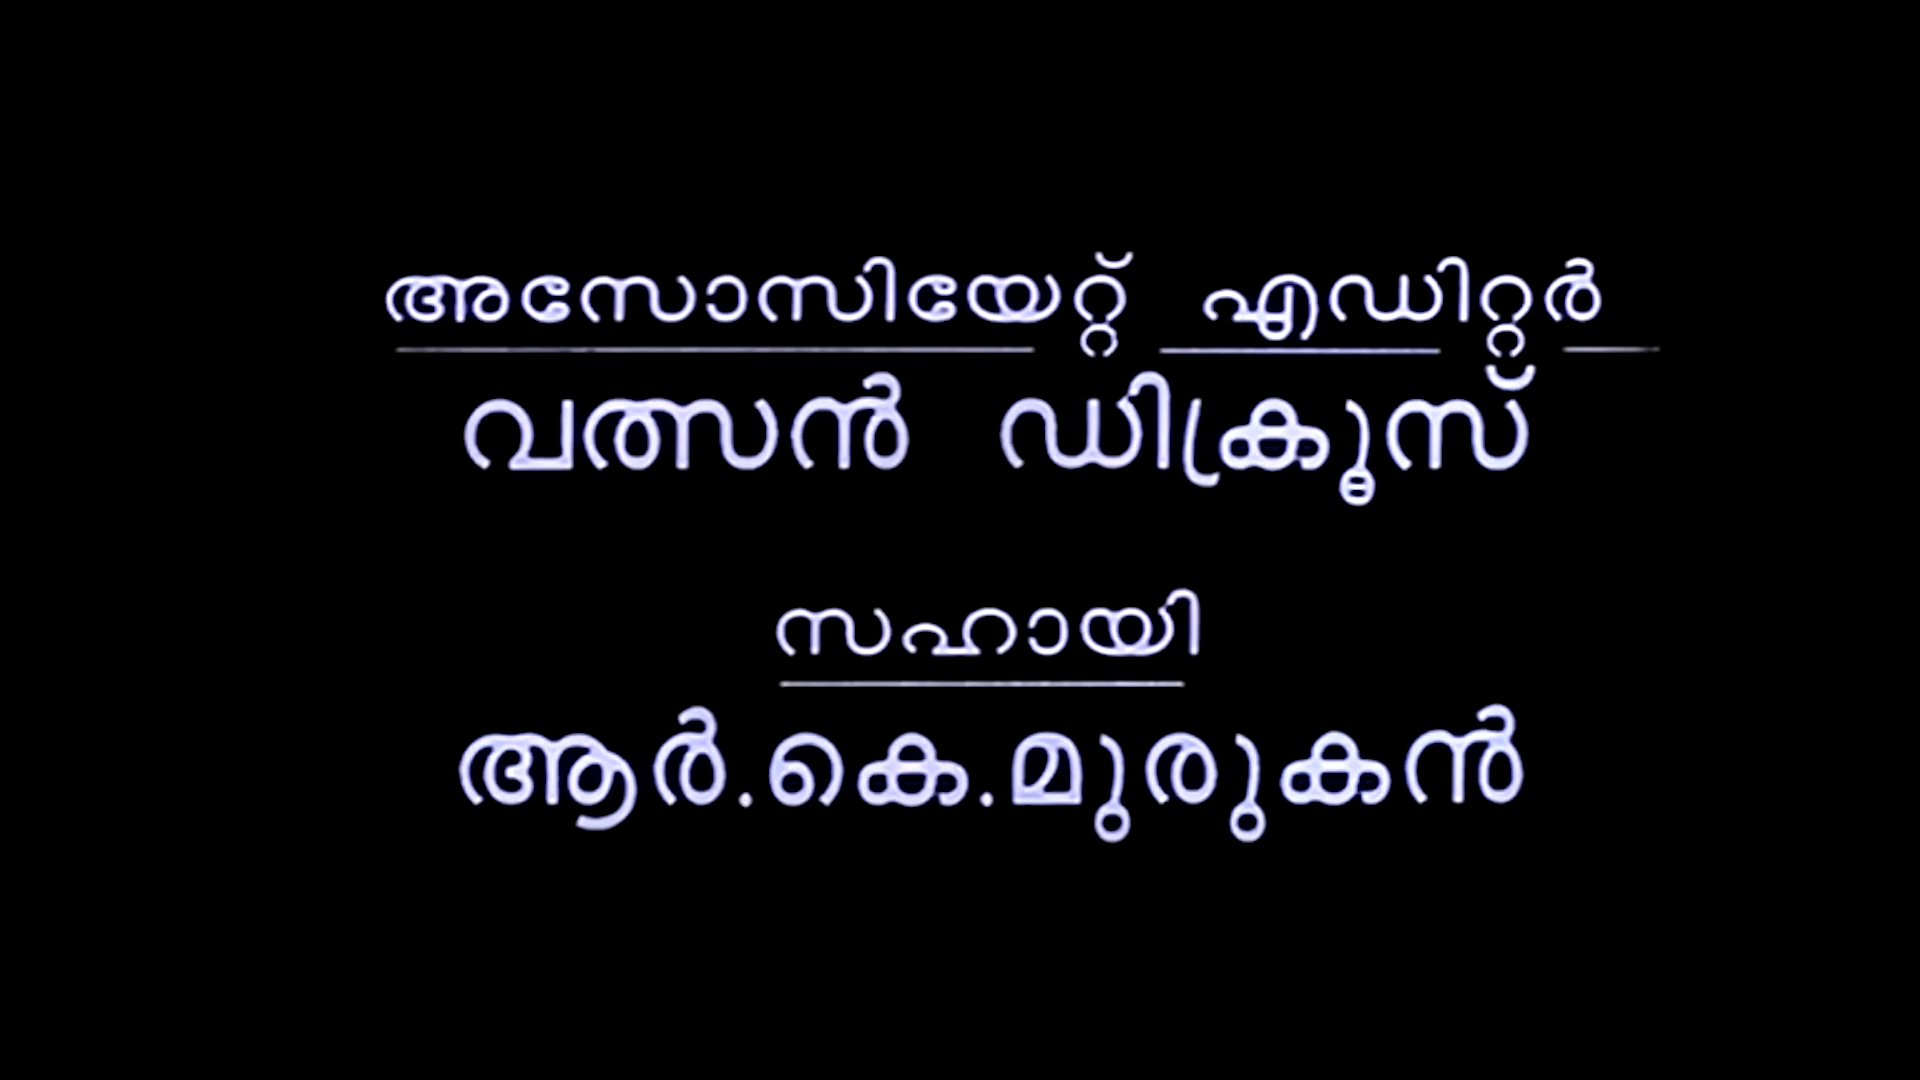 അസോസിയേറ്റ് എഡിറ്റർ
വത്സൻ ഡിക്രൂസ്
സഹായി
ആർ.കെ.മുരുകൻ